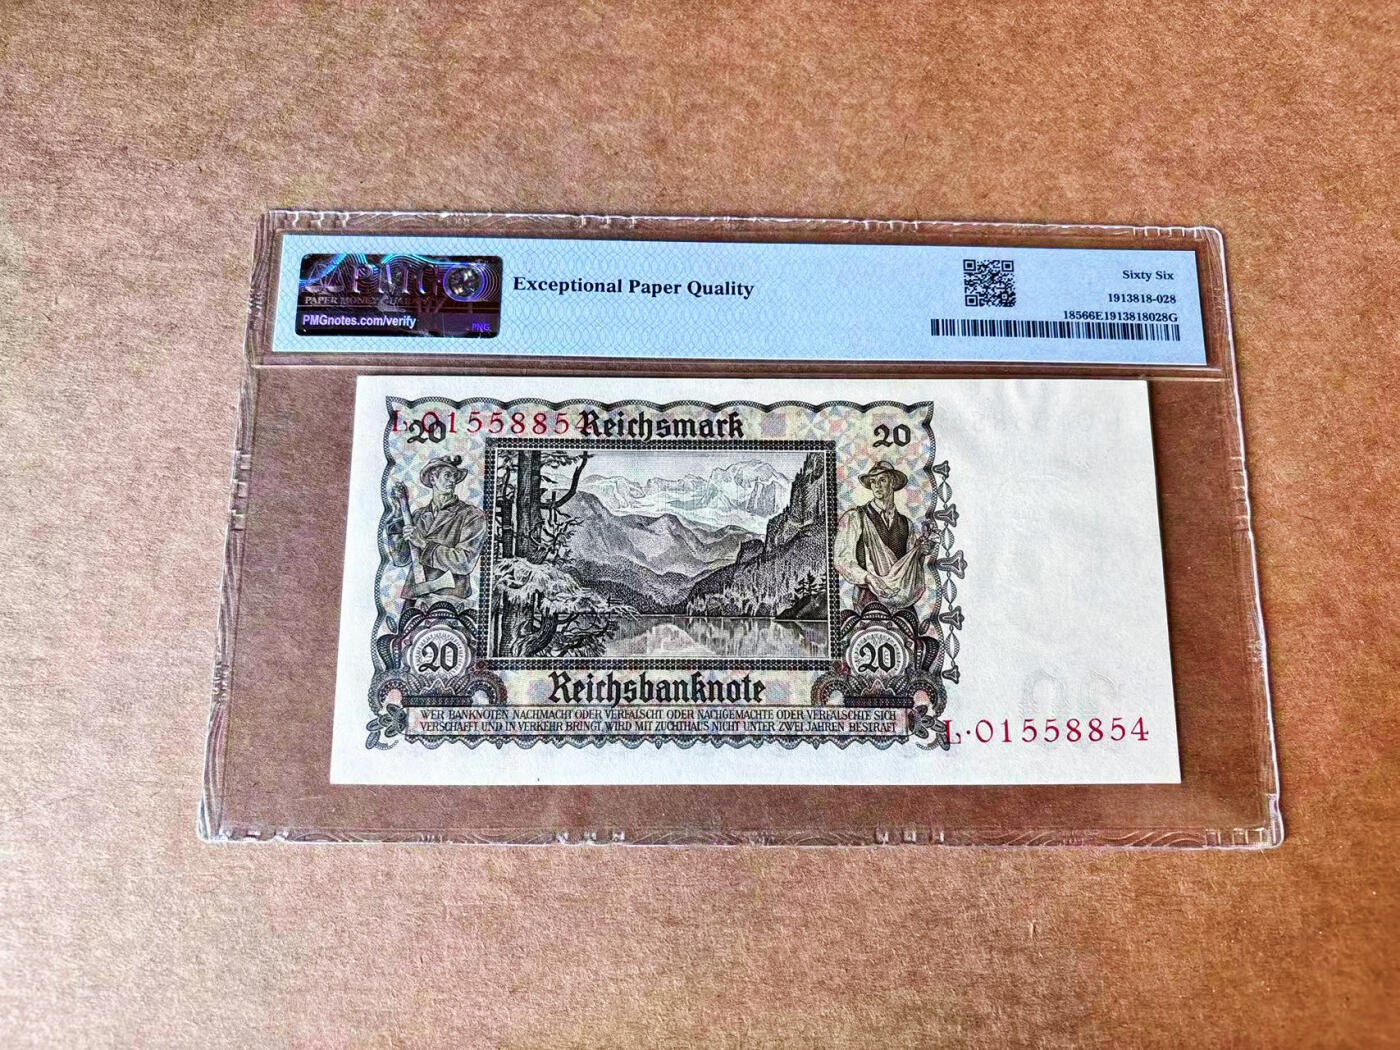 PMG
PAPER MONEY GUARANTY
PMGnotes.com/verify
PNG
Exceptional Paper Quality
Sixty Six
1913818-028
18566E1913818028G
L·01558854
20
Reichsmark
20
20
20
Reichsbanknote
WER BANKNOTEN NACHMACHT ODER VERFÄLSCHT ODER NACHGEMACHTE ODER VERFÄLSCHTE SICH
VERSCHAFFT UND IN VERKEHR BRINGT, WIRD MIT ZUCHTHAUS NICHT UNTER ZWEI JAHREN BESTRAFT
L·01558854